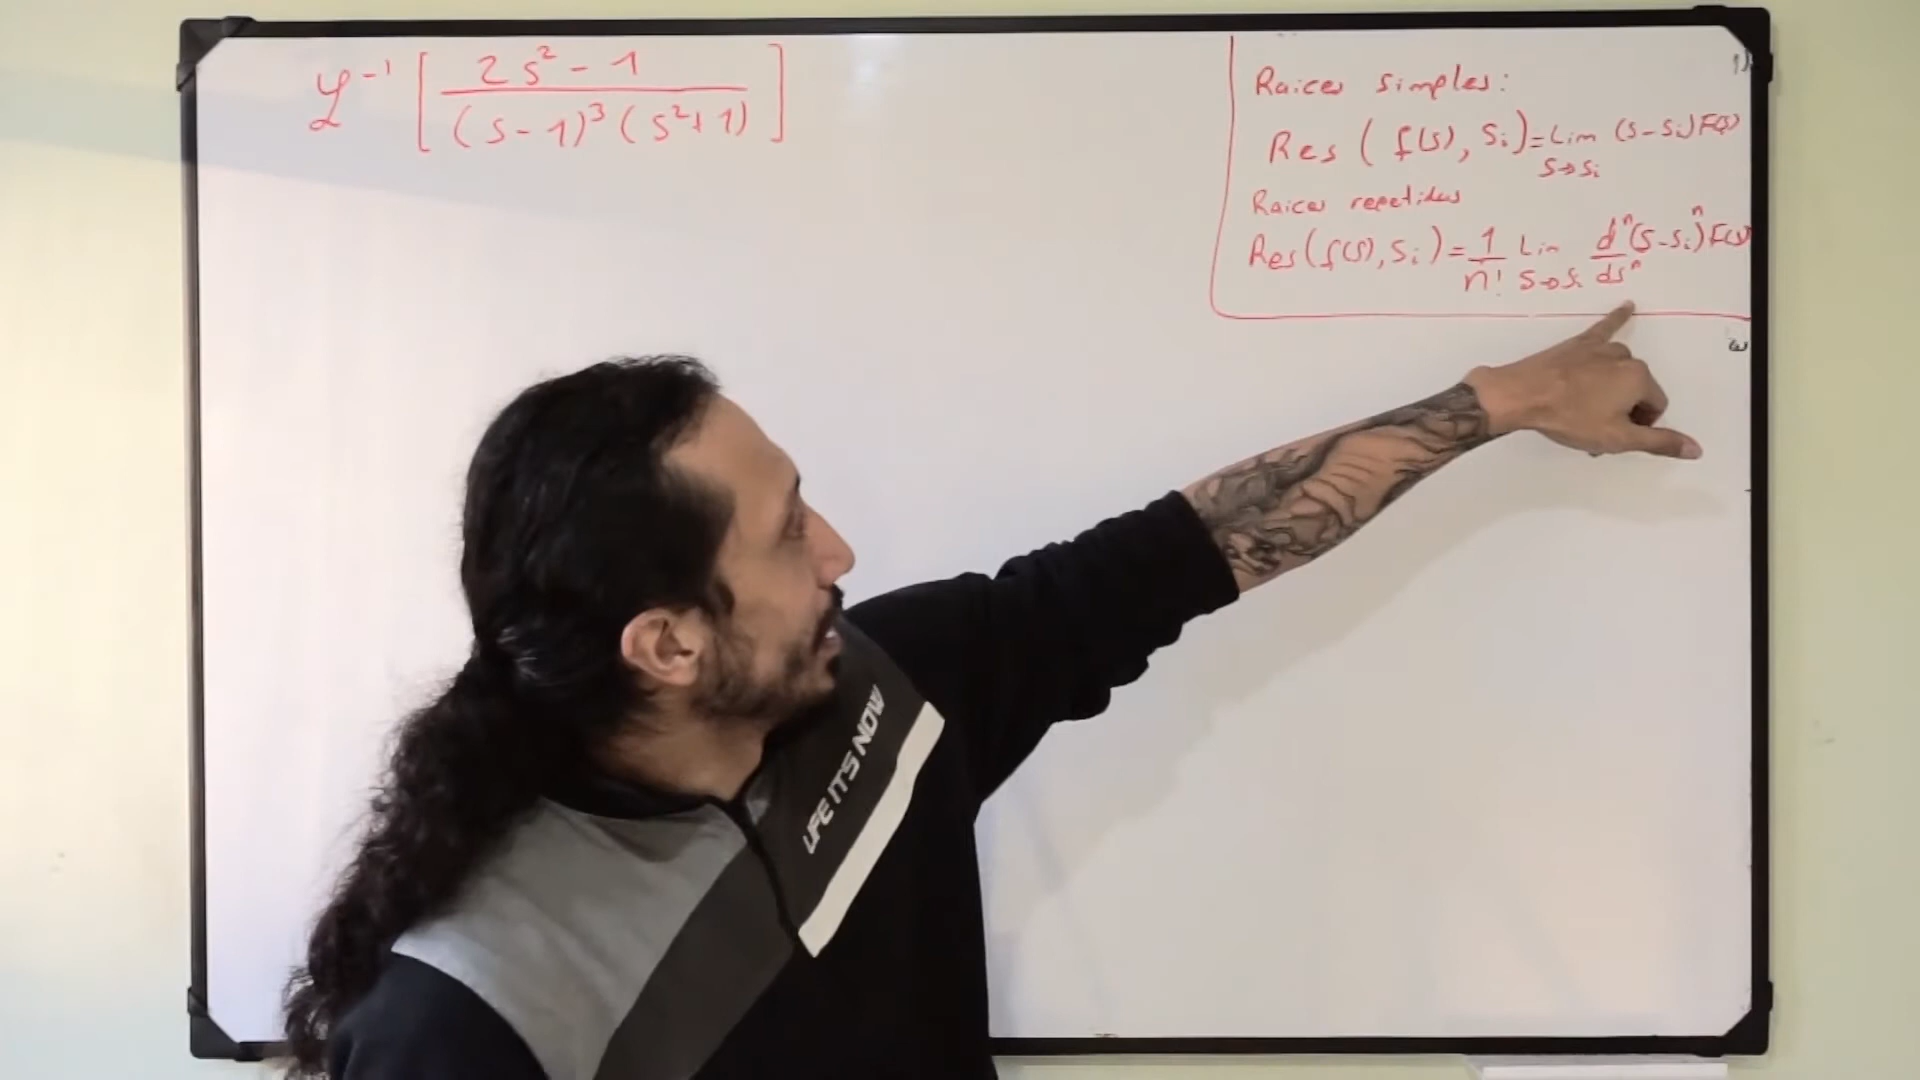 ℒ⁻¹ [ (2s² - 1) / ((s-1)³ (s²+1)) ]
Raices simples:
Res ( f(s), Si ) = Lim (s-si) F(s)
s→si
Raices repetidas
Res (f(s), Si) = 1/n! Lim dⁿ/dsⁿ (s-si)ⁿ F(s)
s→si
LIFE IT'S NOW